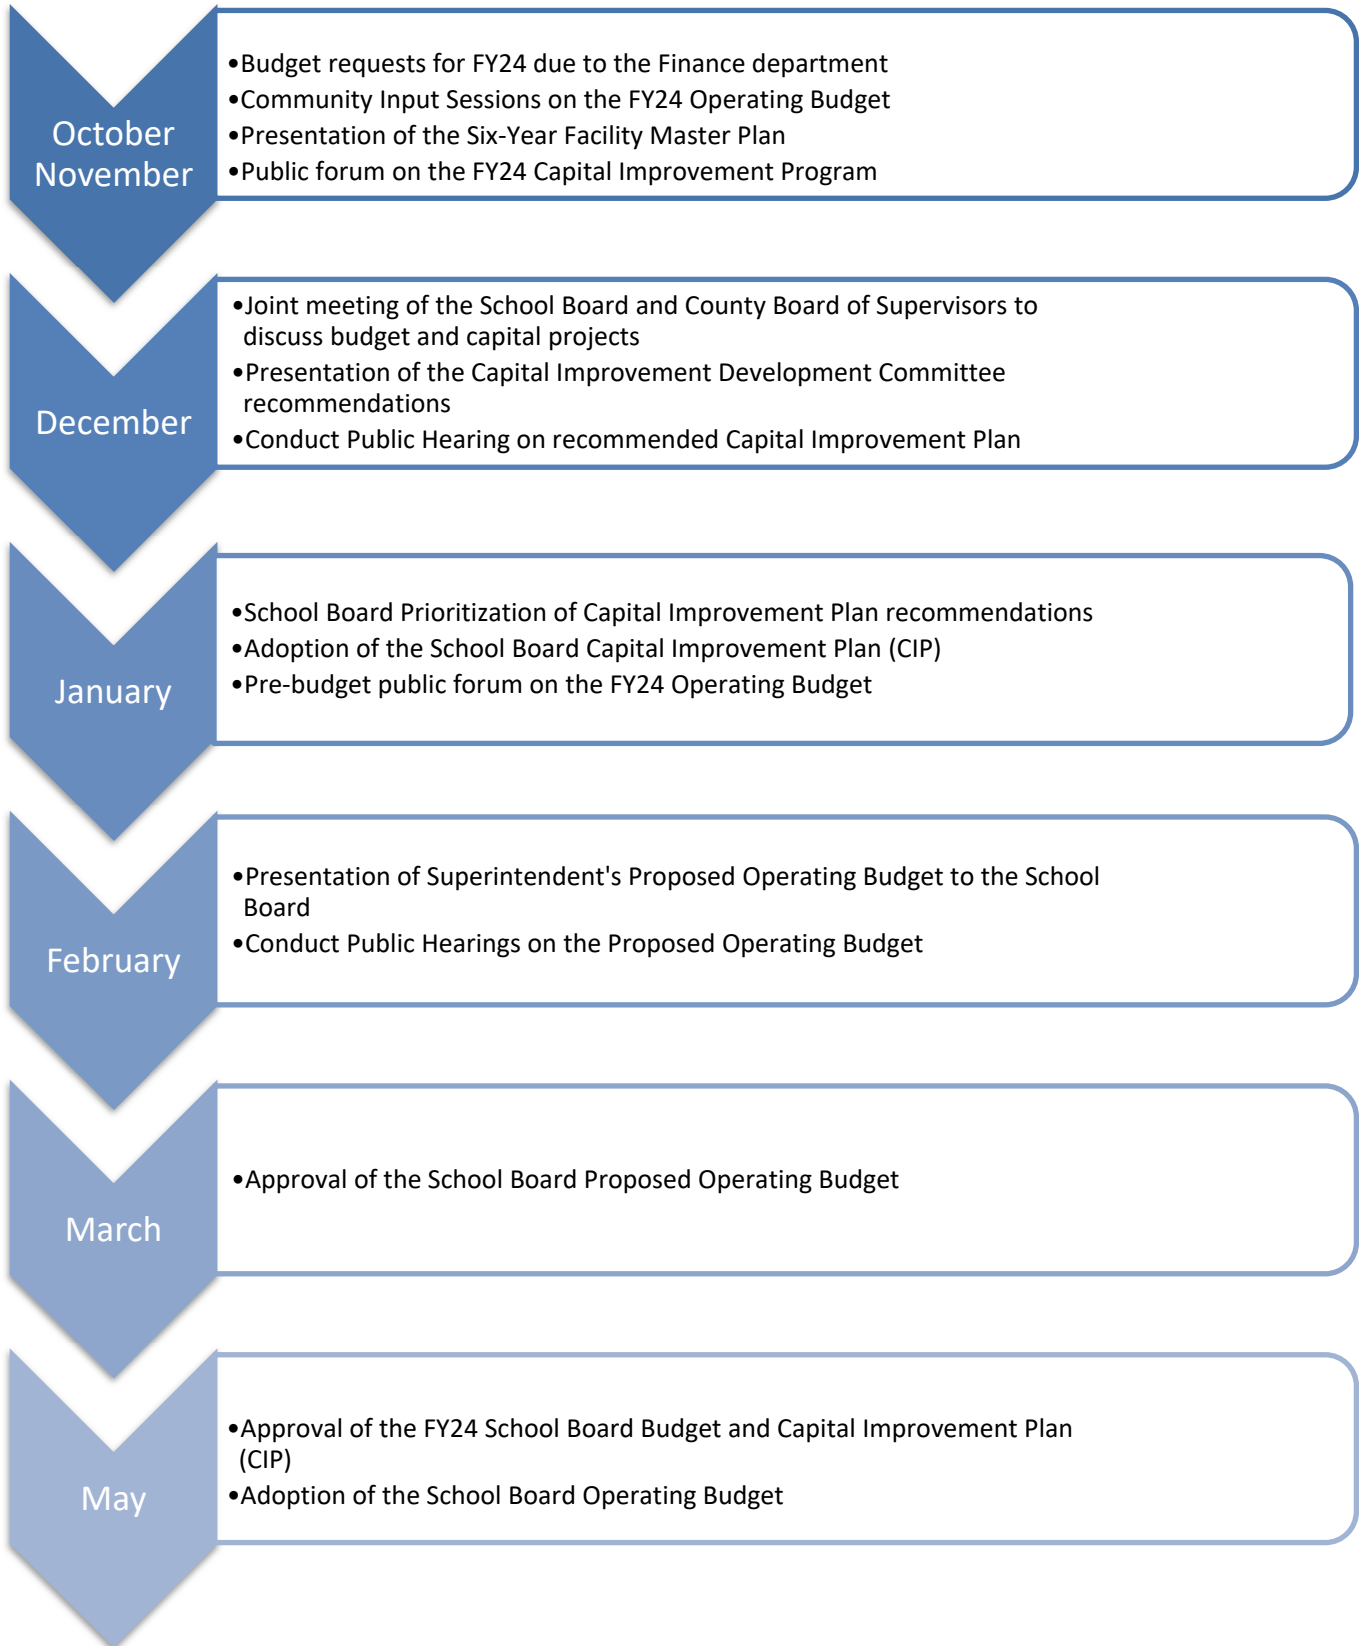 October
November
•Budget requests for FY24 due to the Finance department
•Community Input Sessions on the FY24 Operating Budget
•Presentation of the Six-Year Facility Master Plan
•Public forum on the FY24 Capital Improvement Program
December
•Joint meeting of the School Board and County Board of Supervisors to
discuss budget and capital projects
•Presentation of the Capital Improvement Development Committee
recommendations
•Conduct Public Hearing on recommended Capital Improvement Plan
January
•School Board Prioritization of Capital Improvement Plan recommendations
•Adoption of the School Board Capital Improvement Plan (CIP)
•Pre-budget public forum on the FY24 Operating Budget
February
•Presentation of Superintendent's Proposed Operating Budget to the School
Board
•Conduct Public Hearings on the Proposed Operating Budget
March
•Approval of the School Board Proposed Operating Budget
May
•Approval of the FY24 School Board Budget and Capital Improvement Plan
(CIP)
•Adoption of the School Board Operating Budget